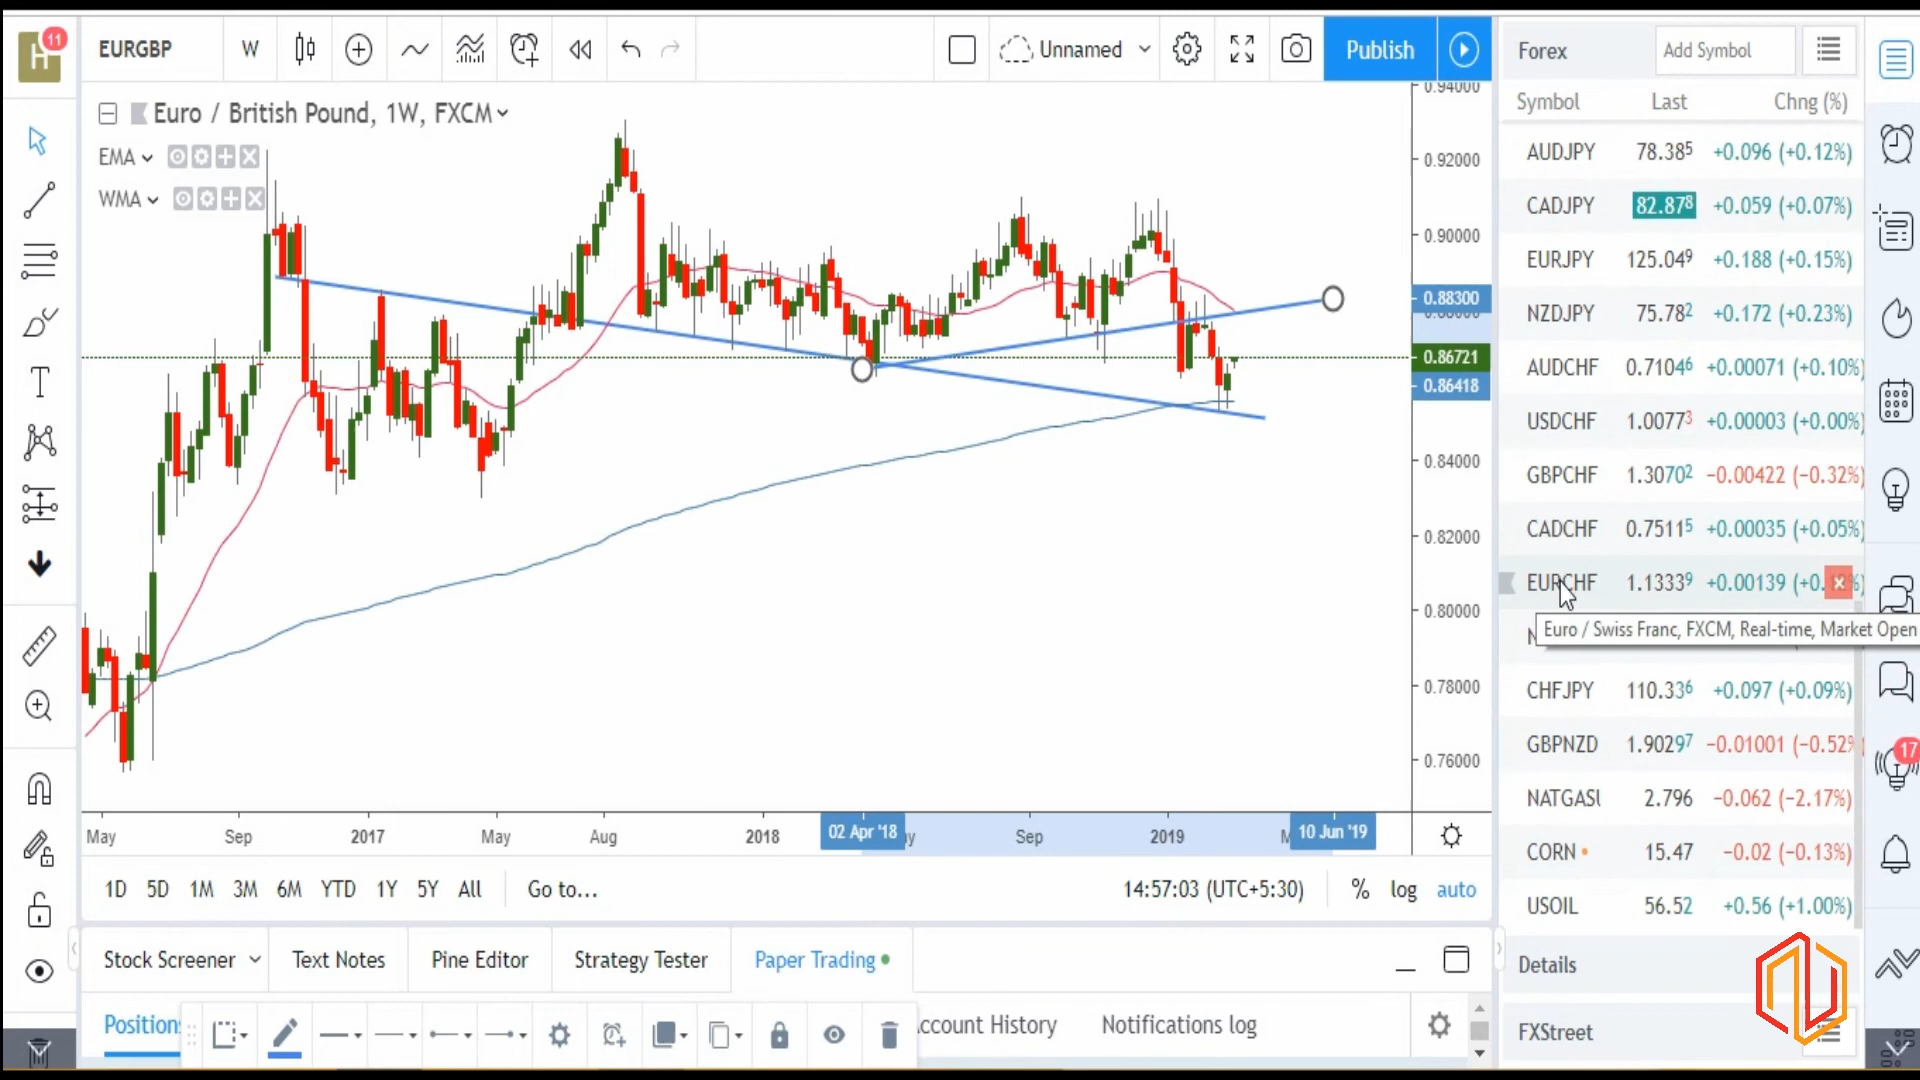 H 11
EURGBP W Unnamed Publish
Euro / British Pound, 1W, FXCM
EMA
WMA
0.94000
0.92000
0.90000
0.88300
0.88000
0.86721
0.86418
0.84000
0.82000
0.80000
0.78000
0.76000
May Sep 2017 May Aug 2018 02 Apr '18 Sep 2019 10 Jun '19
1D 5D 1M 3M 6M YTD 1Y 5Y All Go to... 14:57:03 (UTC+5:30) % log auto
Stock Screener Text Notes Pine Editor Strategy Tester Paper Trading
Positions ccount History Notifications log
Forex Add Symbol
Symbol Last Chng (%)
AUDJPY 78.385 +0.096 (+0.12%)
CADJPY 82.878 +0.059 (+0.07%)
EURJPY 125.049 +0.188 (+0.15%)
NZDJPY 75.782 +0.172 (+0.23%)
AUDCHF 0.71046 +0.00071 (+0.10%)
USDCHF 1.00773 +0.00003 (+0.00%)
GBPCHF 1.30702 −0.00422 (−0.32%)
CADCHF 0.75115 +0.00035 (+0.05%)
EURCHF 1.13339 +0.00139 (+0. %)
Euro / Swiss Franc, FXCM, Real-time, Market Open
CHFJPY 110.336 +0.097 (+0.09%)
GBPNZD 1.90297 −0.01001 (−0.52%
NATGASU 2.796 −0.062 (−2.17%)
CORN 15.47 −0.02 (−0.13%)
USOIL 56.52 +0.56 (+1.00%)
Details
FXStreet
17